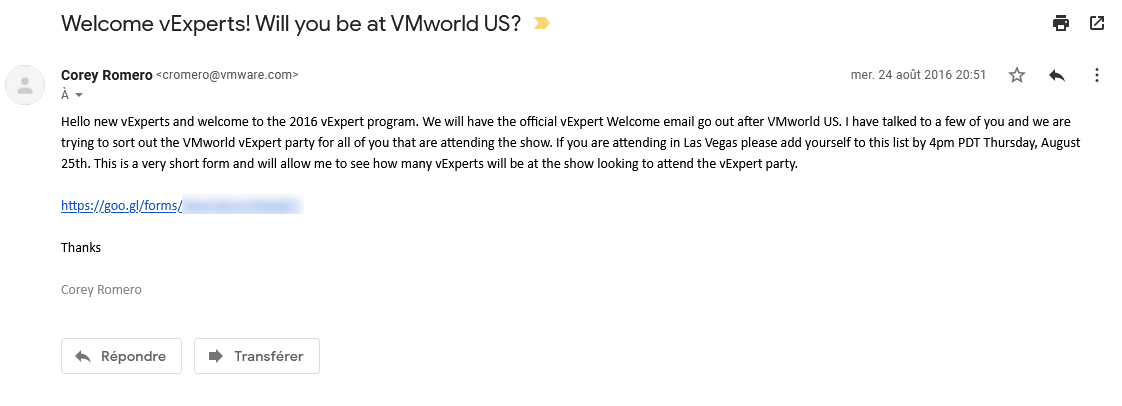 Welcome vExperts! Will you be at VMworld US?
Corey Romero <cromero@vmware.com>
mer. 24 août 2016 20:51
À
Hello new vExperts and welcome to the 2016 vExpert program. We will have the official vExpert Welcome email go out after VMworld US. I have talked to a few of you and we are
trying to sort out the VMworld vExpert party for all of you that are attending the show. If you are attending in Las Vegas please add yourself to this list by 4pm PDT Thursday, August
25th. This is a very short form and will allow me to see how many vExperts will be at the show looking to attend the vExpert party.
https://goo.gl/forms/
Thanks
Corey Romero
Répondre
Transférer